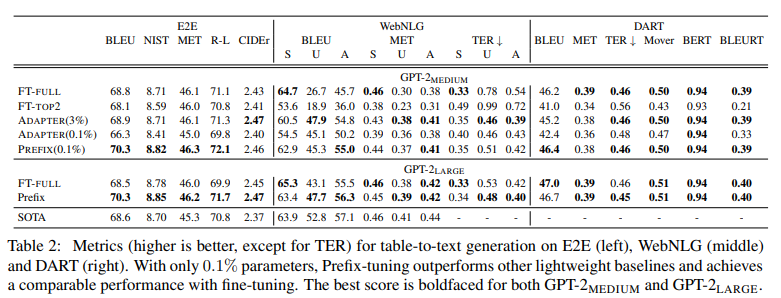 E2E WebNLG DART
BLEU NIST MET R-L CIDEr BLEU MET TER ↓ BLEU MET TER ↓ Mover BERT BLEURT
S U A S U A S U A
GPT-2MEDIUM
FT-FULL 68.8 8.71 46.1 71.1 2.43 64.7 26.7 45.7 0.46 0.30 0.38 0.33 0.78 0.54 46.2 0.39 0.46 0.50 0.94 0.39
FT-TOP2 68.1 8.59 46.0 70.8 2.41 53.6 18.9 36.0 0.38 0.23 0.31 0.49 0.99 0.72 41.0 0.34 0.56 0.43 0.93 0.21
ADAPTER(3%) 68.9 8.71 46.1 71.3 2.47 60.5 47.9 54.8 0.43 0.38 0.41 0.35 0.46 0.39 45.2 0.38 0.46 0.50 0.94 0.39
ADAPTER(0.1%) 66.3 8.41 45.0 69.8 2.40 54.5 45.1 50.2 0.39 0.36 0.38 0.40 0.46 0.43 42.4 0.36 0.48 0.47 0.94 0.33
PREFIX(0.1%) 70.3 8.82 46.3 72.1 2.46 62.9 45.3 55.0 0.44 0.37 0.41 0.35 0.51 0.42 46.4 0.38 0.46 0.50 0.94 0.39
GPT-2LARGE
FT-FULL 68.5 8.78 46.0 69.9 2.45 65.3 43.1 55.5 0.46 0.38 0.42 0.33 0.53 0.42 47.0 0.39 0.46 0.51 0.94 0.40
Prefix 70.3 8.85 46.2 71.7 2.47 63.4 47.7 56.3 0.45 0.39 0.42 0.34 0.48 0.40 46.7 0.39 0.45 0.51 0.94 0.40
SOTA 68.6 8.70 45.3 70.8 2.37 63.9 52.8 57.1 0.46 0.41 0.44 - - - - - - - - -
Table 2: Metrics (higher is better, except for TER) for table-to-text generation on E2E (left), WebNLG (middle)
and DART (right). With only 0.1% parameters, Prefix-tuning outperforms other lightweight baselines and achieves
a comparable performance with fine-tuning. The best score is boldfaced for both GPT-2MEDIUM and GPT-2LARGE.